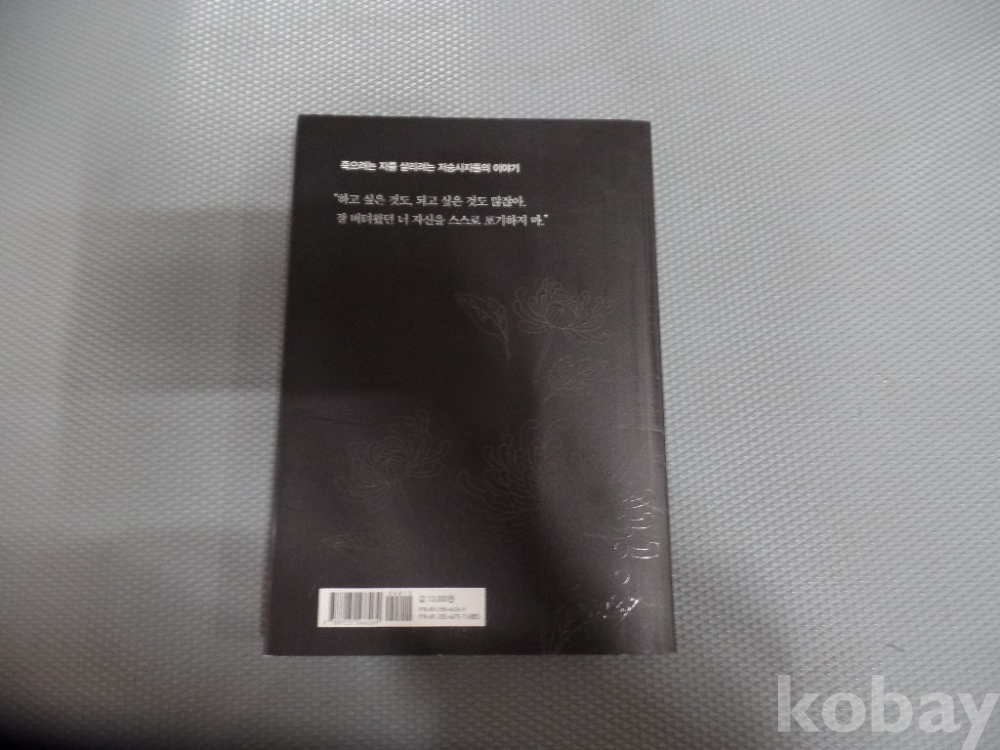 죽으려는 자를 살리려는 저승사자들의 이야기
“하고 싶은 것도, 되고 싶은 것도 많잖아.
잘 버텨왔던 너 자신을 스스로 포기하지 마.”
값 13,000원
kobay